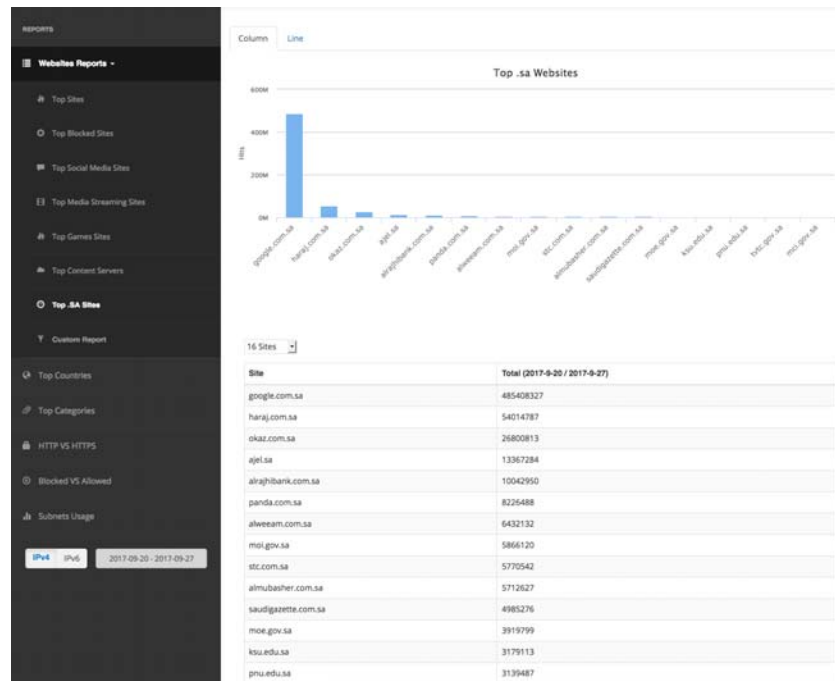 REPORTS
Websites Reports
Top Sites
Top Blocked Sites
Top Social Media Sites
Top Media Streaming Sites
Top Games Sites
Top Content Servers
Top .SA Sites
Custom Report
Top Countries
Top Categories
HTTP VS HTTPS
Blocked VS Allowed
Subnets Usage
IPv4 IPv6 2017-09-20 - 2017-09-27
Column Line
Top .sa Websites
Hits
600M
400M
200M
0M
google.com.sa
haraj.com.sa
okaz.com.sa
ajel.sa
alrajhibank.com.sa
panda.com.sa
alweeam.com.sa
moi.gov.sa
stc.com.sa
almubasher.com.sa
saudigazette.com.sa
moe.gov.sa
ksu.edu.sa
pnu.edu.sa
tvtc.gov.sa
mci.gov.sa
16 Sites
Site Total (2017-9-20 / 2017-9-27)
google.com.sa 485408327
haraj.com.sa 54014787
okaz.com.sa 26800813
ajel.sa 13367284
alrajhibank.com.sa 10042950
panda.com.sa 8226488
alweeam.com.sa 6432132
moi.gov.sa 5866120
stc.com.sa 5770542
almubasher.com.sa 5712627
saudigazette.com.sa 4985276
moe.gov.sa 3919799
ksu.edu.sa 3179113
pnu.edu.sa 3139487